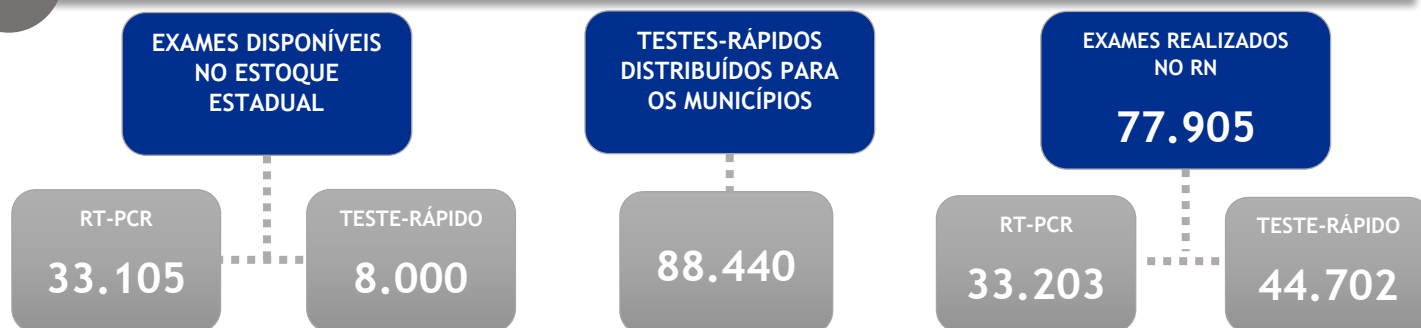 EXAMES DISPONÍVEIS
NO ESTOQUE
ESTADUAL
RT-PCR
33.105
TESTE-RÁPIDO
8.000
TESTES-RÁPIDOS
DISTRIBUÍDOS PARA
OS MUNICÍPIOS
88.440
EXAMES REALIZADOS
NO RN
77.905
RT-PCR
33.203
TESTE-RÁPIDO
44.702